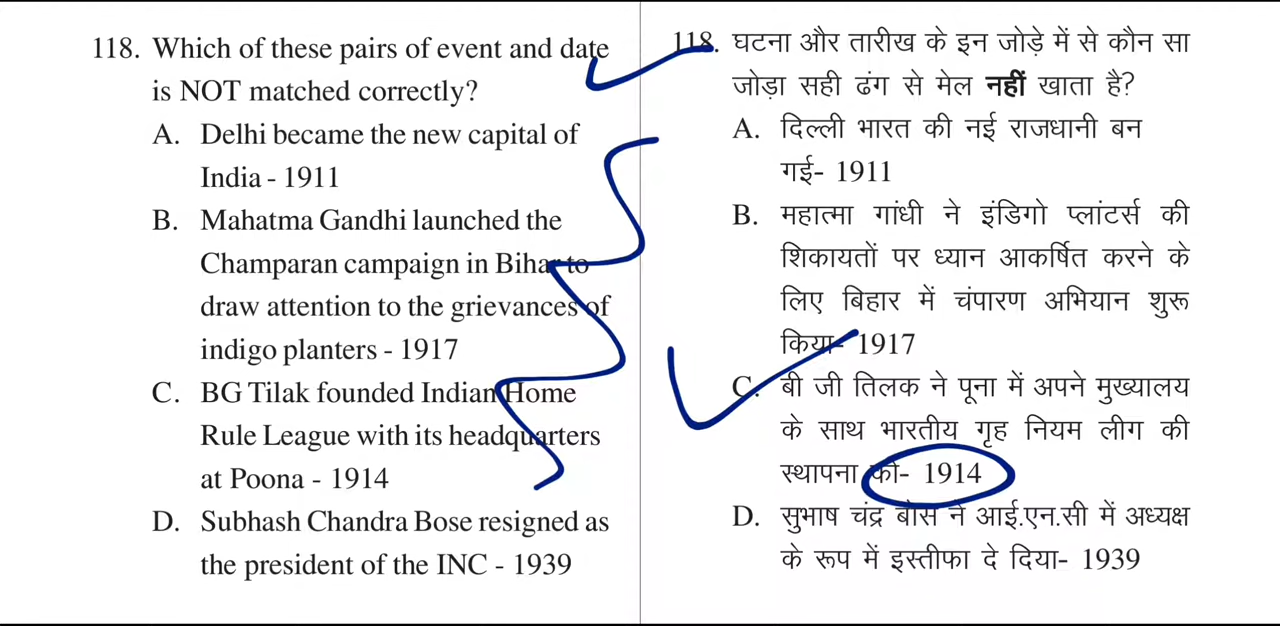 118. Which of these pairs of event and date
is NOT matched correctly?
A. Delhi became the new capital of
India - 1911
B. Mahatma Gandhi launched the
Champaran campaign in Bihar to
draw attention to the grievances of
indigo planters - 1917
C. BG Tilak founded Indian Home
Rule League with its headquarters
at Poona - 1914
D. Subhash Chandra Bose resigned as
the president of the INC - 1939
118. घटना और तारीख के इन जोड़े में से कौन सा
जोड़ा सही ढंग से मेल नहीं खाता है?
A. दिल्ली भारत की नई राजधानी बन
गई- 1911
B. महात्मा गांधी ने इंडिगो प्लांटर्स की
शिकायतों पर ध्यान आकर्षित करने के
लिए बिहार में चंपारण अभियान शुरू
किया- 1917
C. बी जी तिलक ने पूना में अपने मुख्यालय
के साथ भारतीय गृह नियम लीग की
स्थापना की- 1914
D. सुभाष चंद्र बोस ने आई.एन.सी में अध्यक्ष
के रूप में इस्तीफा दे दिया- 1939